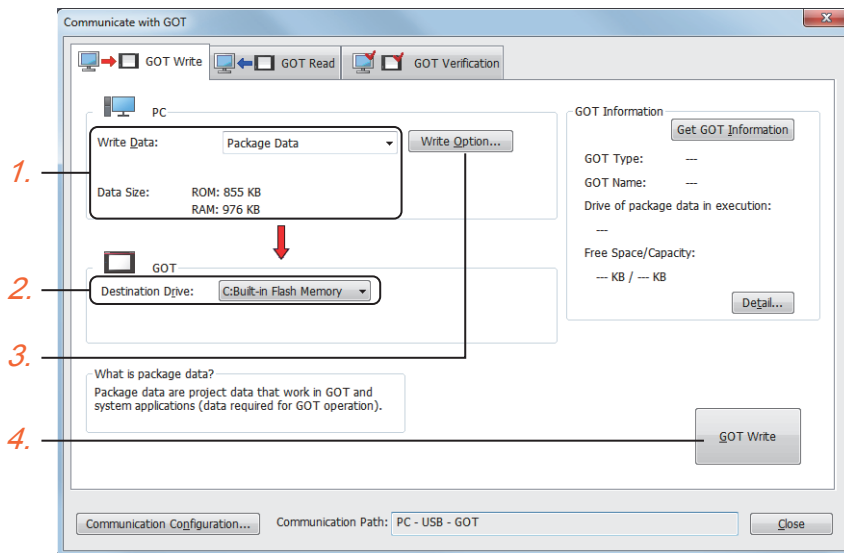 Communicate with GOT
GOT Write
GOT Read
GOT Verification
PC
Write Data:
Package Data
Write Option...
Data Size:
ROM: 855 KB
RAM: 976 KB
GOT
Destination Drive:
C:Built-in Flash Memory
What is package data?
Package data are project data that work in GOT and
system applications (data required for GOT operation).
GOT Information
Get GOT Information
GOT Type: ---
GOT Name: ---
Drive of package data in execution:
---
Free Space/Capacity:
--- KB / --- KB
Detail...
GOT Write
Communication Configuration...
Communication Path:
PC - USB - GOT
Close
1.
2.
3.
4.